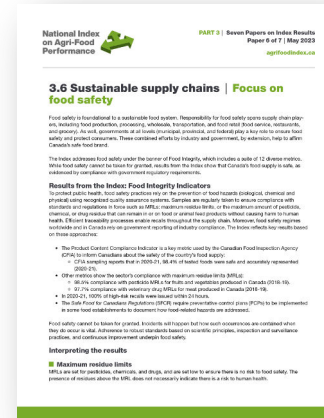 National Index
on Agri-Food
Performance
PART 3 | Seven Papers on Index Results
Paper 6 of 7 | May 2023
agrifoodindex.ca
3.6 Sustainable supply chains | Focus on
food safety
Food safety is foundational to a sustainable food system. Responsibility for food safety spans supply chain play-
ers, including food production, processing, wholesale, transportation, and food retail (food service, restaurants,
and grocery). As well, governments at all levels (municipal, provincial, and federal) play a key role to ensure food
safety and protect consumers. These combined efforts by industry and government, by extension, help to affirm
Canada's safe food brand.
The Index addresses food safety under the banner of Food Integrity, which includes a suite of 12 diverse metrics.
While food safety cannot be taken for granted, results from the Index show that Canada's food supply is safe, as
evidenced by compliance with government regulatory requirements.
Results from the Index: Food Integrity Indicators
To protect public health, food safety practices rely on the prevention of food hazards (biological, chemical and
physical) using recognized quality assurance systems. Samples are regularly taken to ensure compliance with
standards and regulations in force such as MRLs: maximum residue limits, or the maximum amount of pesticide,
chemical, or drug residue that can remain in or on food or animal feed products without causing harm to human
health. Efficient traceability processes enable recalls throughout the supply chain. Moreover, food safety regimes
worldwide and in Canada rely on government reporting of industry compliance. The Index reflects key results based
on these approaches:
• The Product Content Compliance Indicator is a key metric used by the Canadian Food Inspection Agency
(CFIA) to inform Canadians about the safety of the country's food supply:
○ CFIA sampling reports that in 2020-21, 98.4% of tested foods were safe and accurately represented
(2020-21).
• Other metrics show the sector's compliance with maximum residue limits (MRLs):
○ 98.6% compliance with pesticide MRLs for fruits and vegetables produced in Canada (2018-19).
○ 97.7% compliance with veterinary drug MRLs for meat produced in Canada (2018-19).
• In 2020-21, 100% of high-risk recalls were issued within 24 hours.
• The Safe Food for Canadians Regulations (SFCR) require preventative control plans (PCPs) to be implemented
in some food establishments to document how food-related hazards are addressed.
Food safety cannot be taken for granted. Incidents still happen but how such occurrences are contained when
they do occur is vital. Adherence to robust standards based on scientific principles, inspection and surveillance
practices, and continuous improvement underpin food safety.
Interpreting the results
■ Maximum residue limits
MRLs are set for pesticides, chemicals, and drugs, and are set low to ensure there is no risk to food safety. The
presence of residues above the MRL does not necessarily indicate there is a risk to human health.